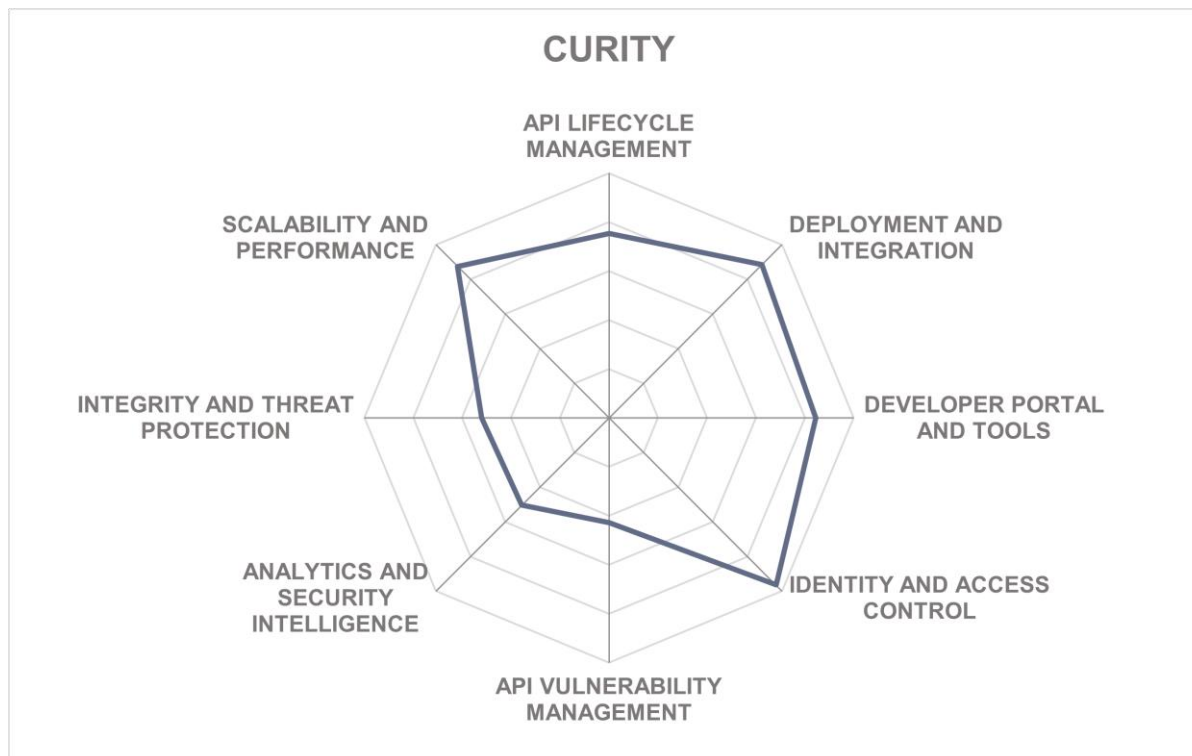 CURITY
API LIFECYCLE
MANAGEMENT
DEPLOYMENT AND
INTEGRATION
DEVELOPER PORTAL
AND TOOLS
IDENTITY AND ACCESS
CONTROL
API VULNERABILITY
MANAGEMENT
ANALYTICS AND
SECURITY
INTELLIGENCE
INTEGRITY AND THREAT
PROTECTION
SCALABILITY AND
PERFORMANCE